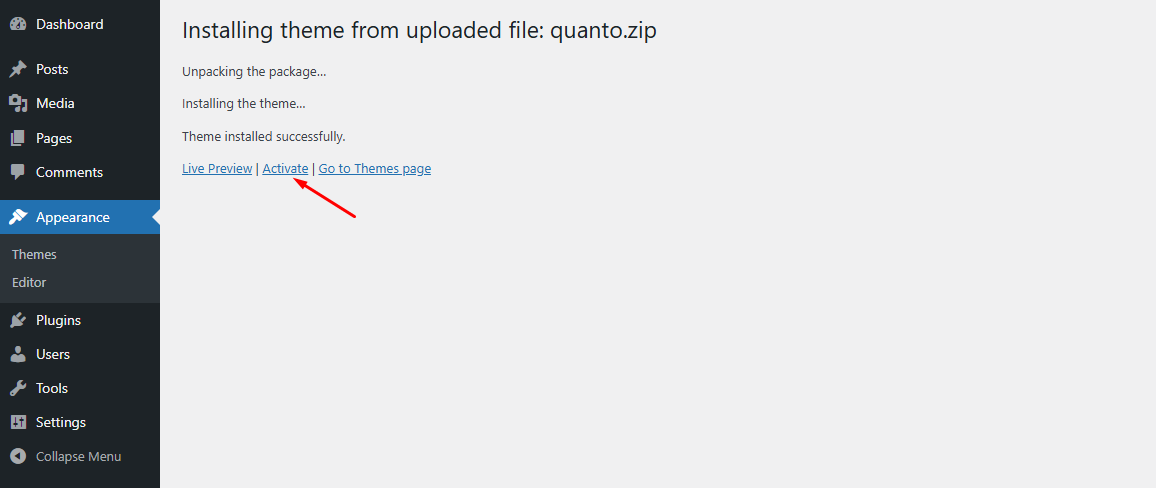 Dashboard
Posts
Media
Pages
Comments
Appearance
Themes
Editor
Plugins
Users
Tools
Settings
Collapse Menu
Installing theme from uploaded file: quanto.zip
Unpacking the package…
Installing the theme…
Theme installed successfully.
Live Preview | Activate | Go to Themes page